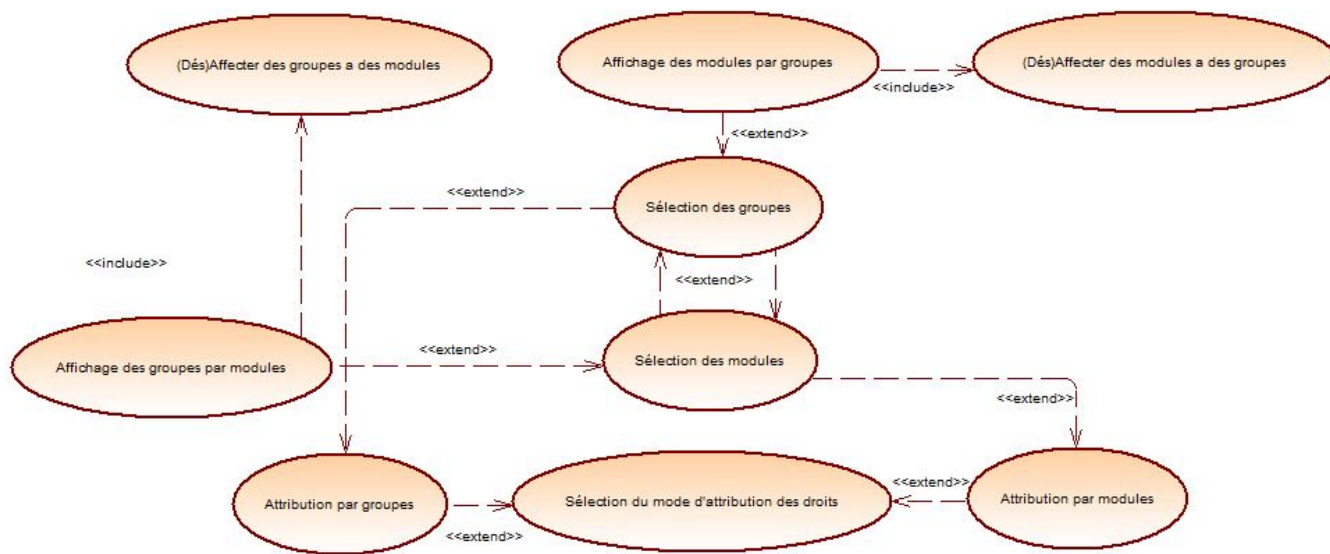 (Dés)Affecter des groupes a des modules
Affichage des modules par groupes
(Dés)Affecter des modules a des groupes
<<include>>
<<extend>>
<<extend>>
Sélection des groupes
<<include>>
<<extend>>
<<extend>>
Sélection des modules
Affichage des groupes par modules
<<extend>>
<<extend>>
Attribution par groupes
Sélection du mode d'attribution des droits
Attribution par modules
<<extend>>